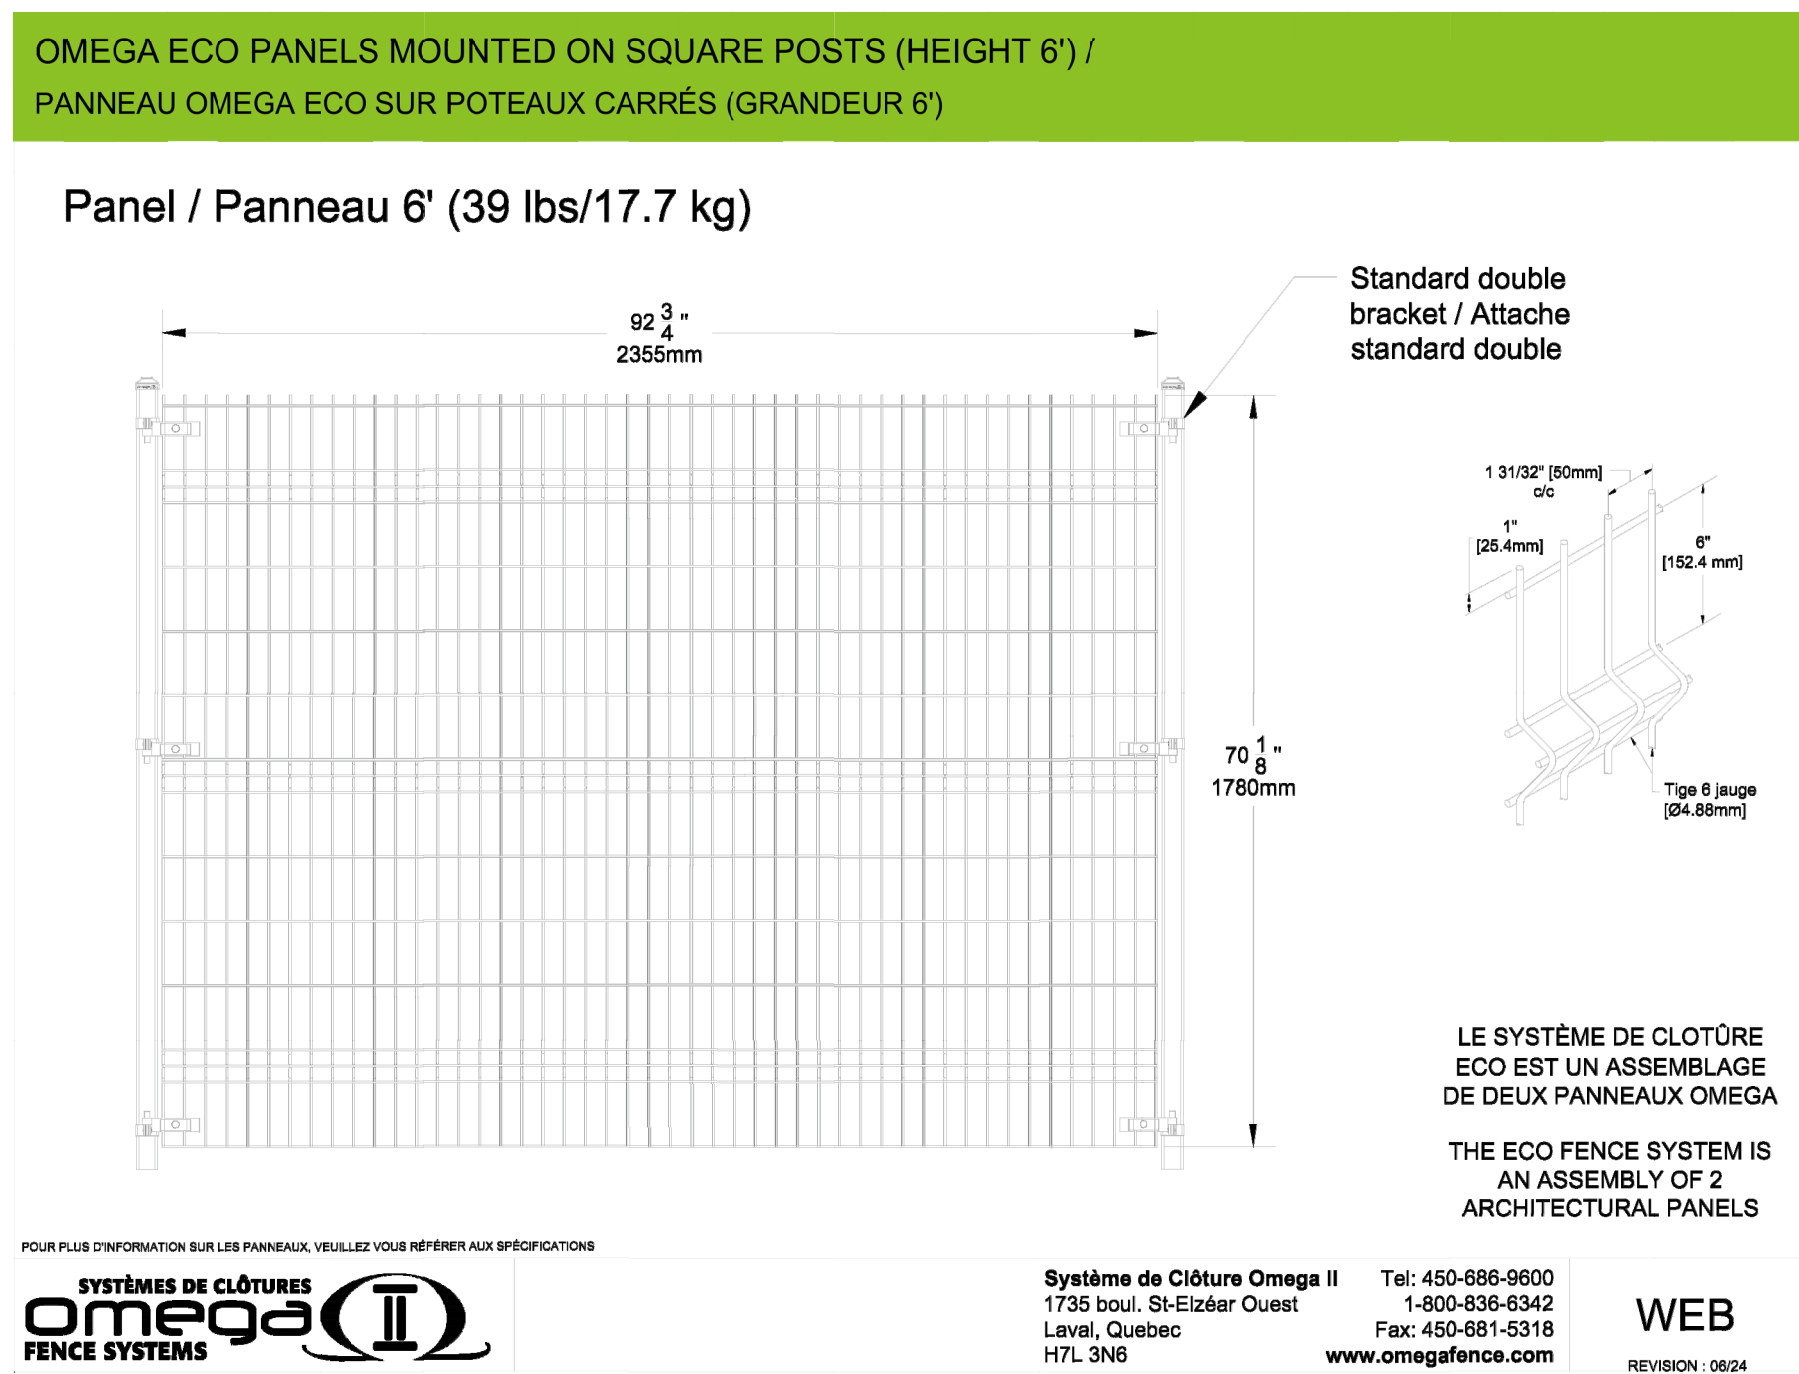 OMEGA ECO PANELS MOUNTED ON SQUARE POSTS (HEIGHT 6') /
PANNEAU OMEGA ECO SUR POTEAUX CARRÉS (GRANDEUR 6')
Panel / Panneau 6' (39 lbs/17.7 kg)
Standard double
bracket / Attache
standard double
92 3/4 "
2355mm
1 31/32" [50mm]
c/c
1"
[25.4mm]
6"
[152.4 mm]
70 1/8 "
1780mm
Tige 6 jauge
[Ø4.88mm]
LE SYSTÈME DE CLOTÛRE
ECO EST UN ASSEMBLAGE
DE DEUX PANNEAUX OMEGA
THE ECO FENCE SYSTEM IS
AN ASSEMBLY OF 2
ARCHITECTURAL PANELS
POUR PLUS D'INFORMATION SUR LES PANNEAUX, VEUILLEZ VOUS RÉFÉRER AUX SPÉCIFICATIONS
SYSTÈMES DE CLÔTURES
omega II
FENCE SYSTEMS
Système de Clôture Omega II
1735 boul. St-Elzéar Ouest
Laval, Quebec
H7L 3N6
Tel: 450-686-9600
1-800-836-6342
Fax: 450-681-5318
www.omegafence.com
WEB
REVISION : 06/24